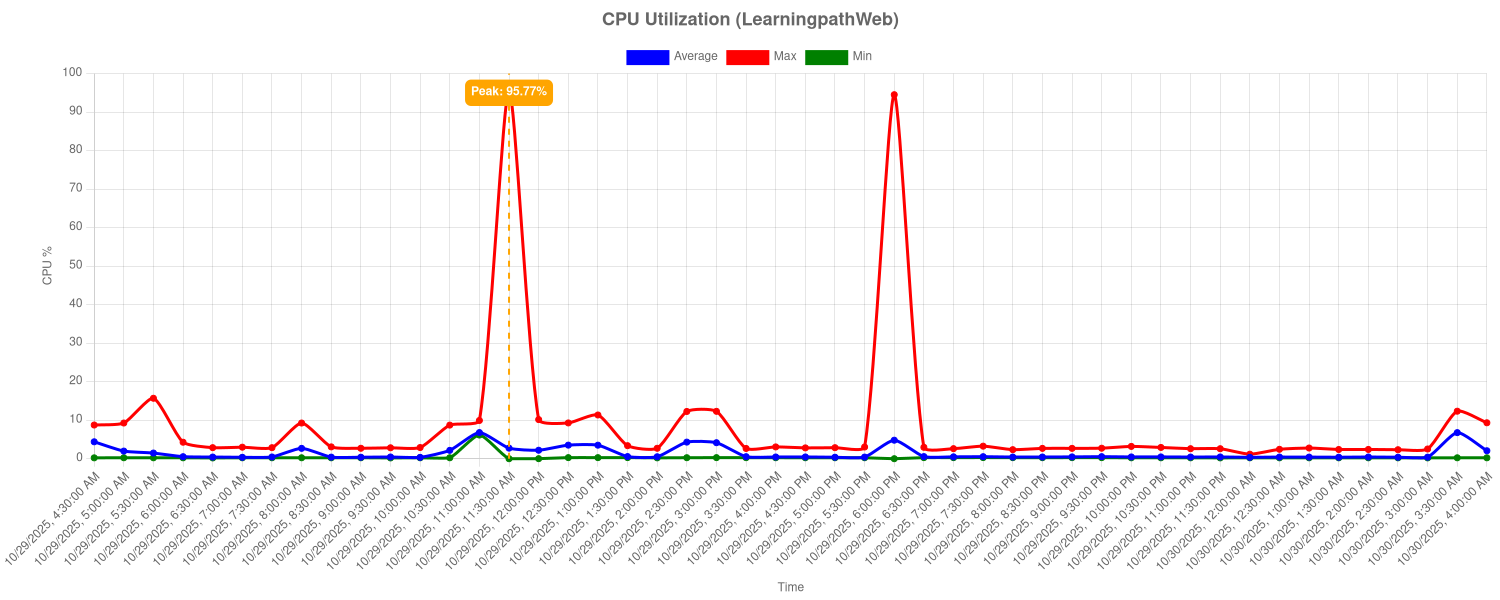 CPU Utilization (LearningpathWeb)
Average Max Min
Peak: 95.77%
100
90
80
70
60
50
40
30
20
10
0
CPU %
10/29/2025, 4:30:00 AM
10/29/2025, 5:00:00 AM
10/29/2025, 5:30:00 AM
10/29/2025, 6:00:00 AM
10/29/2025, 6:30:00 AM
10/29/2025, 7:00:00 AM
10/29/2025, 7:30:00 AM
10/29/2025, 8:00:00 AM
10/29/2025, 8:30:00 AM
10/29/2025, 9:00:00 AM
10/29/2025, 9:30:00 AM
10/29/2025, 10:00:00 AM
10/29/2025, 10:30:00 AM
10/29/2025, 11:00:00 AM
10/29/2025, 11:30:00 AM
10/29/2025, 12:00:00 PM
10/29/2025, 12:30:00 PM
10/29/2025, 1:00:00 PM
10/29/2025, 1:30:00 PM
10/29/2025, 2:00:00 PM
10/29/2025, 2:30:00 PM
10/29/2025, 3:00:00 PM
10/29/2025, 3:30:00 PM
10/29/2025, 4:00:00 PM
10/29/2025, 4:30:00 PM
10/29/2025, 5:00:00 PM
10/29/2025, 5:30:00 PM
10/29/2025, 6:00:00 PM
10/29/2025, 6:30:00 PM
10/29/2025, 7:00:00 PM
10/29/2025, 7:30:00 PM
10/29/2025, 8:00:00 PM
10/29/2025, 8:30:00 PM
10/29/2025, 9:00:00 PM
10/29/2025, 9:30:00 PM
10/29/2025, 10:00:00 PM
10/29/2025, 10:30:00 PM
10/29/2025, 11:00:00 PM
10/29/2025, 11:30:00 PM
10/30/2025, 12:00:00 AM
10/30/2025, 12:30:00 AM
10/30/2025, 1:00:00 AM
10/30/2025, 1:30:00 AM
10/30/2025, 2:00:00 AM
10/30/2025, 2:30:00 AM
10/30/2025, 3:00:00 AM
10/30/2025, 3:30:00 AM
10/30/2025, 4:00:00 AM
Time